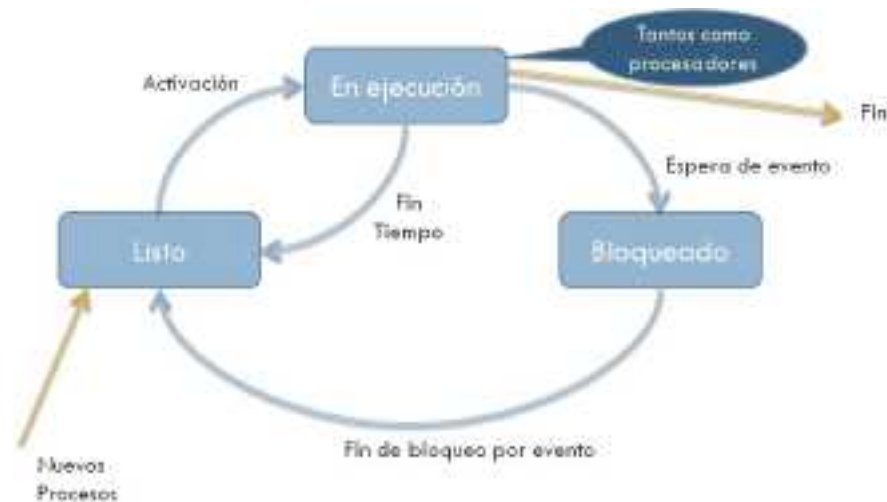 Tantos como
procesadores
Activación
En ejecución
Fin
Espera de evento
Fin
Tiempo
Listo
Bloqueado
Fin de bloqueo por evento
Nuevos
Procesos